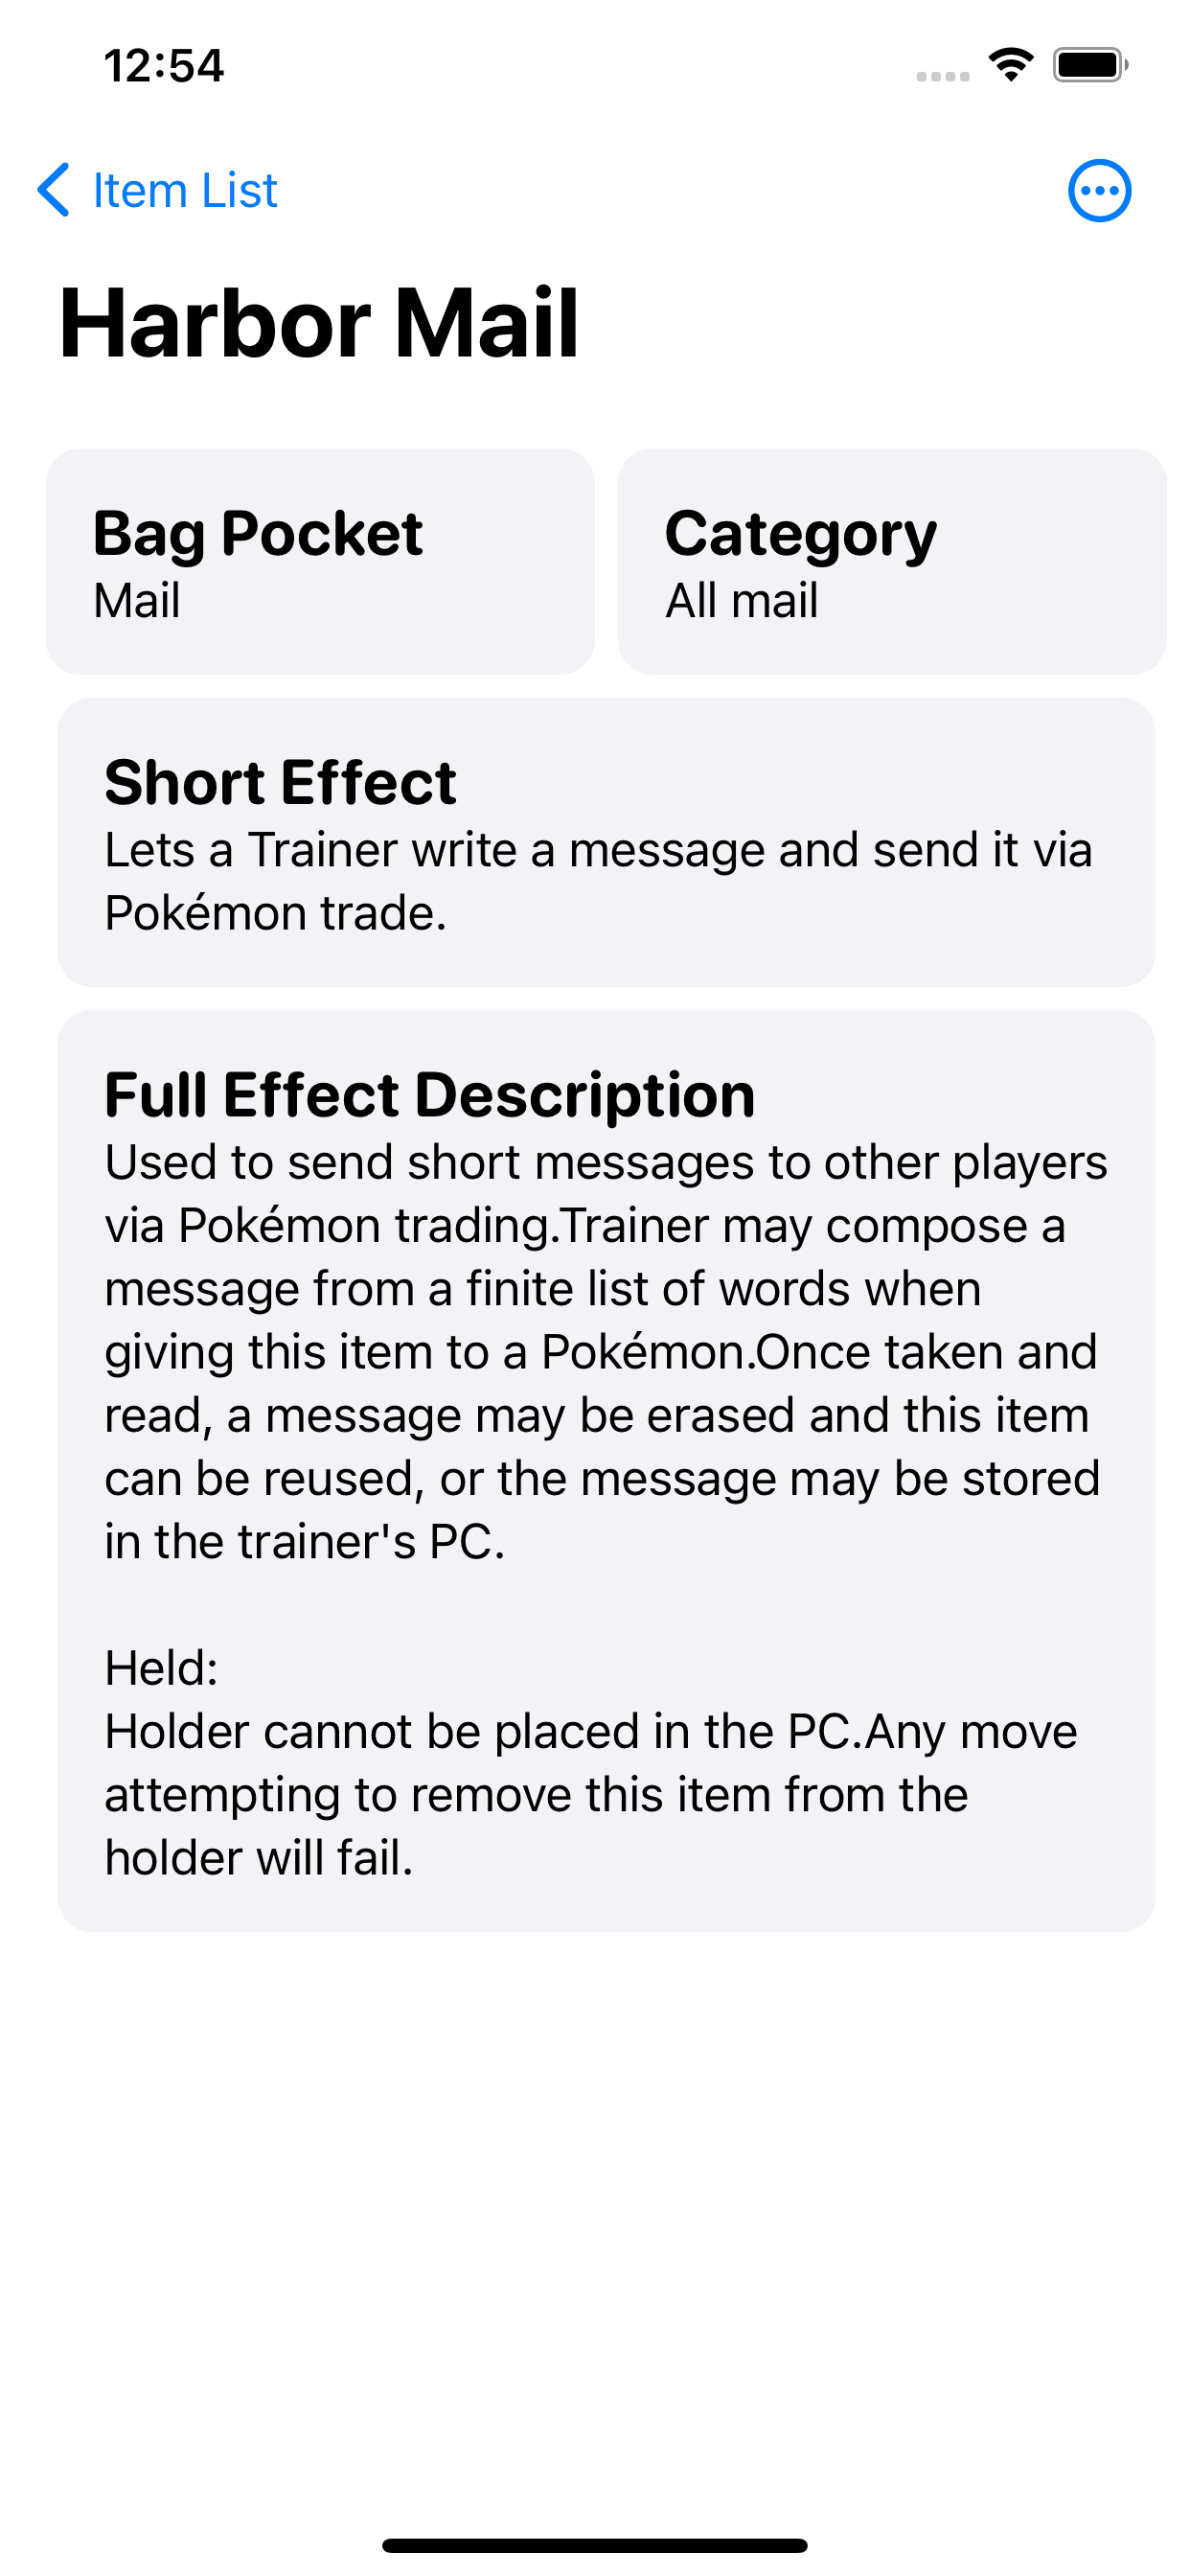 12:54
Item List
Harbor Mail
Bag Pocket
Mail
Category
All mail
Short Effect
Lets a Trainer write a message and send it via
Pokémon trade.
Full Effect Description
Used to send short messages to other players
via Pokémon trading.Trainer may compose a
message from a finite list of words when
giving this item to a Pokémon.Once taken and
read, a message may be erased and this item
can be reused, or the message may be stored
in the trainer's PC.
Held:
Holder cannot be placed in the PC.Any move
attempting to remove this item from the
holder will fail.